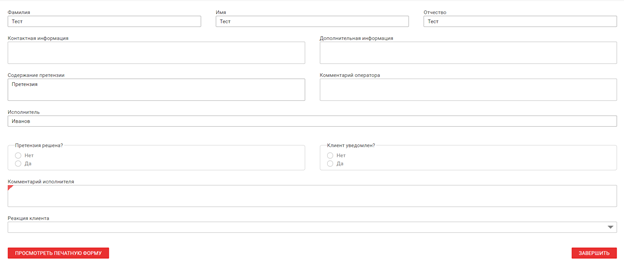 Фамилия Имя Отчество
Тест Тест Тест
Контактная информация Дополнительная информация
Содержание претензии Комментарий оператора
Претензия
Исполнитель
Иванов
Претензия решена? Клиент уведомлен?
Нет Нет
Да Да
Комментарий исполнителя
Реакция клиента
ПРОСМОТРЕТЬ ПЕЧАТНУЮ ФОРМУ ЗАВЕРШИТЬ